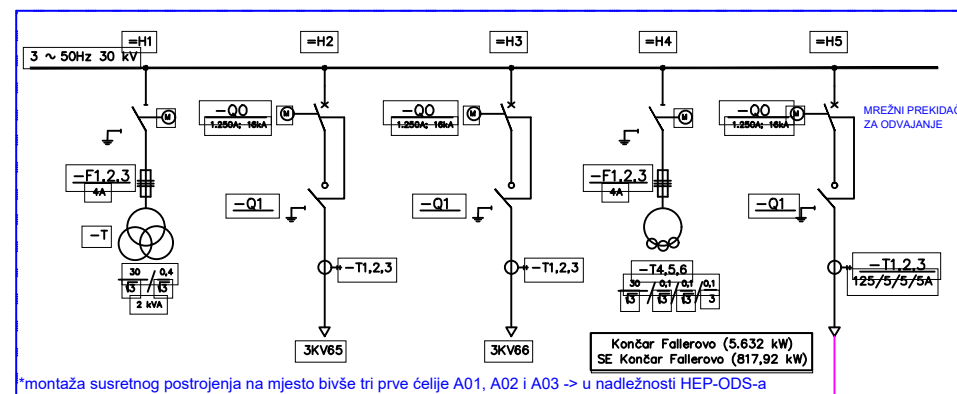 =H1 =H2 =H3 =H4 =H5
3 ~ 50Hz 30 kV
-Q0
1.250A; 16kA
M
-Q0
1.250A; 16kA
M
M
M
-Q0
1.250A; 16kA
M
MREŽNI PREKIDAČ
ZA ODVAJANJE
-F1,2,3
4A
-Q1
-Q1
-F1,2,3
4A
-Q1
-T
-T1,2,3
-T1,2,3
-T4,5,6
-T1,2,3
125/5/5/5A
30/√3 / 0,4/√3
2 kVA
30/√3 / 0,1/√3 / 0,1/√3 / 0,1/3
3KV65
3KV66
Končar Fallerovo (5.632 kW)
SE Končar Fallerovo (817,92 kW)
*montaža susretnog postrojenja na mjesto bivše tri prve ćelije A01, A02 i A03 -> u nadležnosti HEP-ODS-a